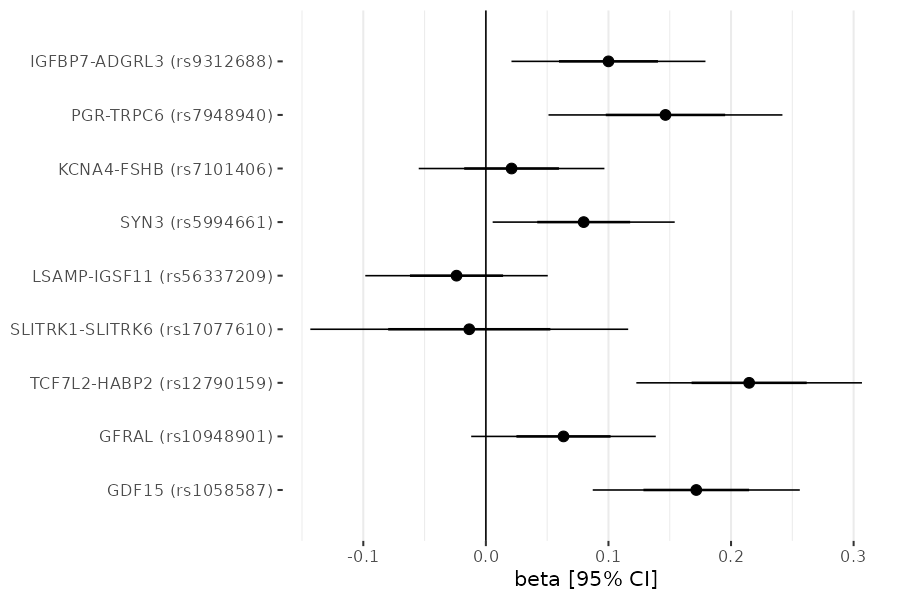 IGFBP7-ADGRL3 (rs9312688)
PGR-TRPC6 (rs7948940)
KCNA4-FSHB (rs7101406)
SYN3 (rs5994661)
LSAMP-IGSF11 (rs56337209)
SLITRK1-SLITRK6 (rs17077610)
TCF7L2-HABP2 (rs12790159)
GFRAL (rs10948901)
GDF15 (rs1058587)
-0.1 0.0 0.1 0.2 0.3
beta [95% CI]